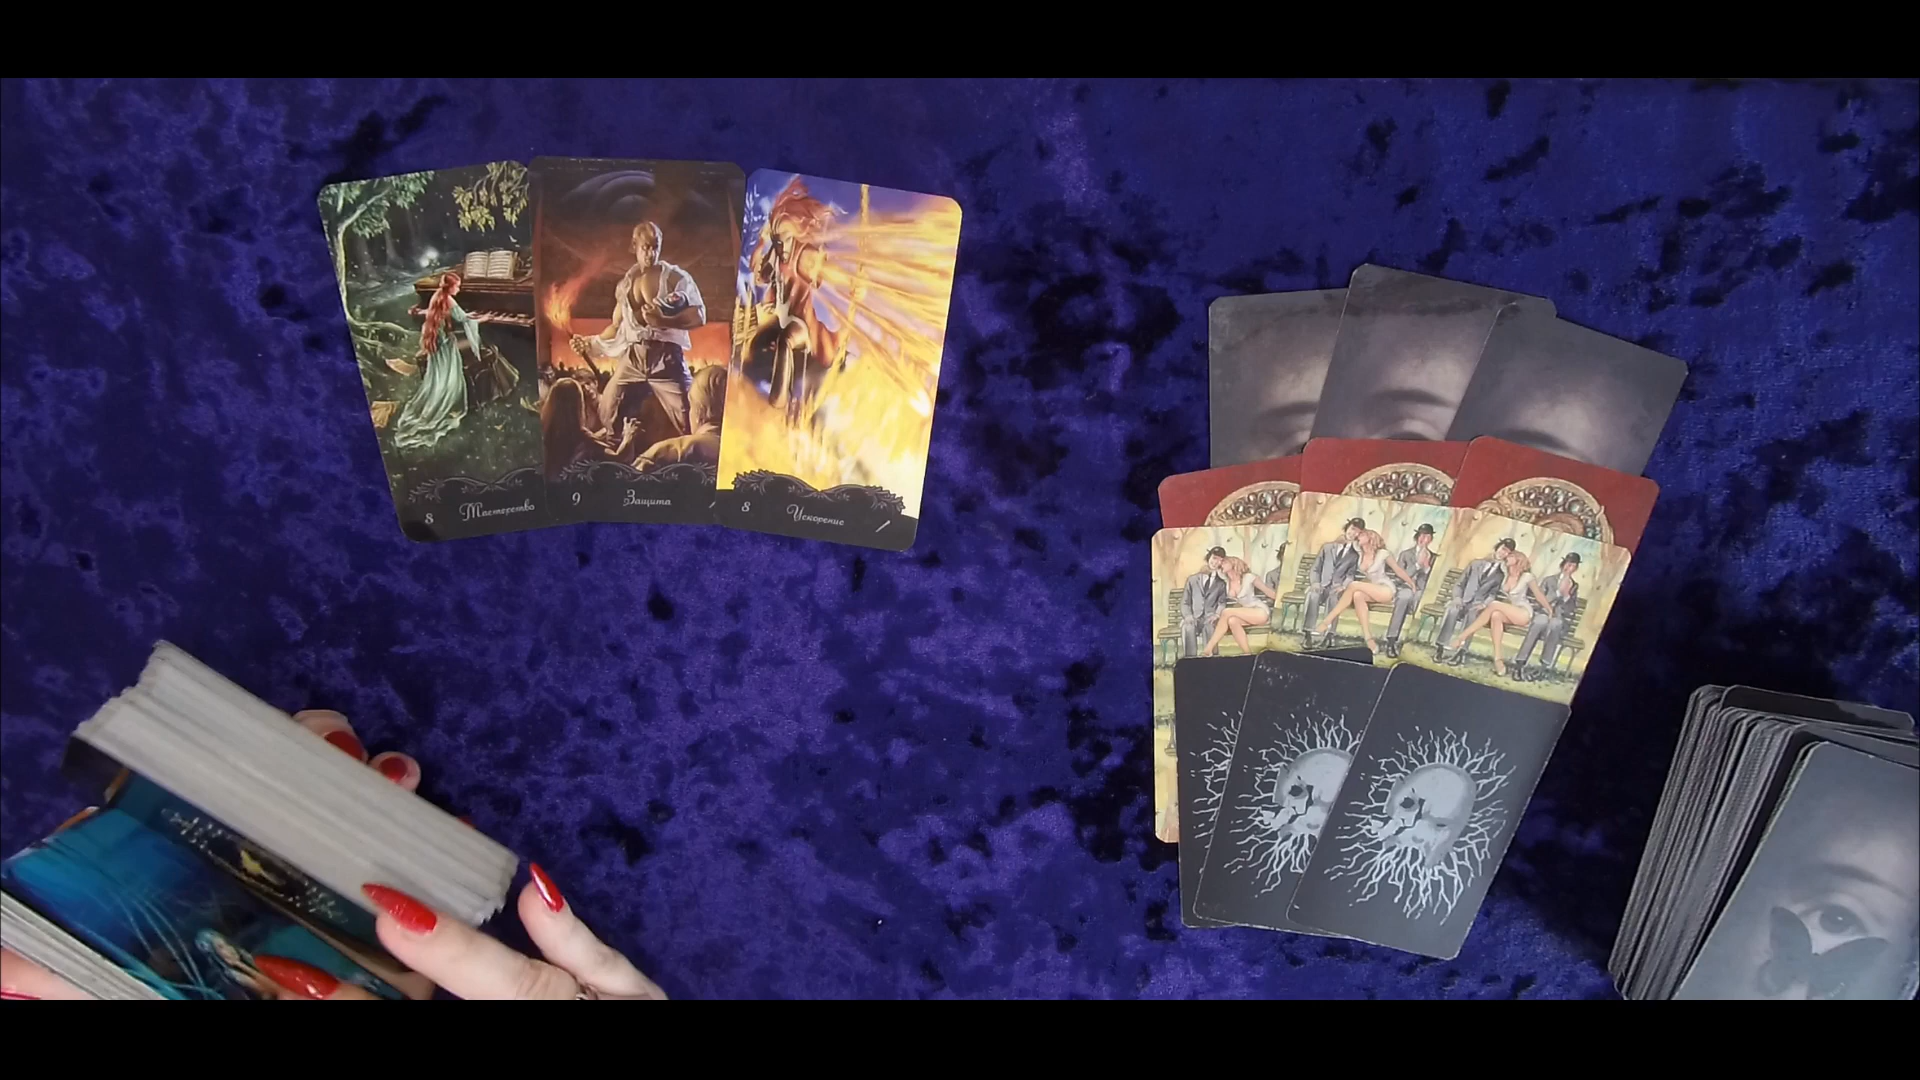 8 Мастерство
9 Защита
8 Ускорение